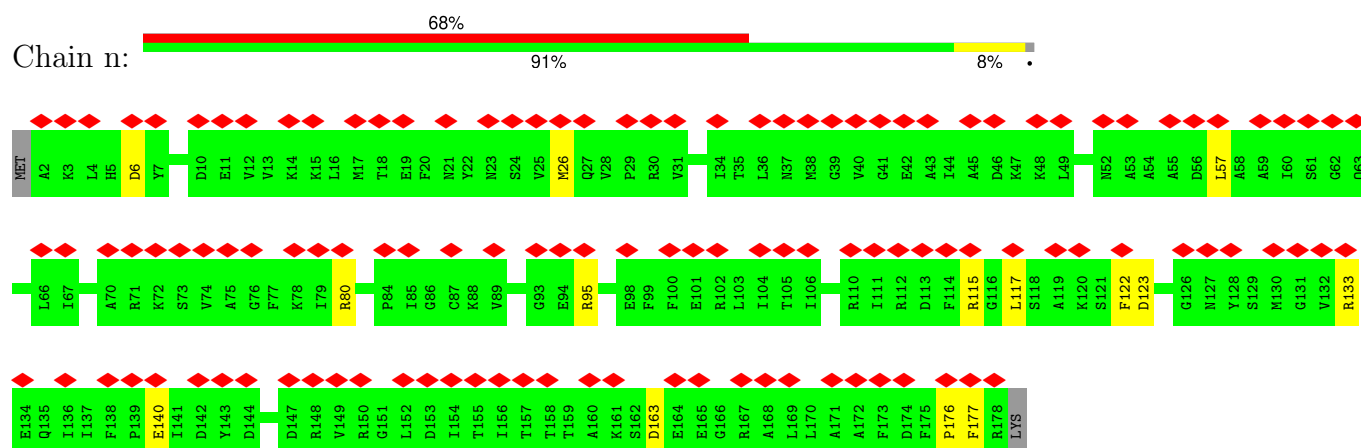 68%
Chain n:
91% 8% •
MET A2 K3 L4 H5 D6 Y7 D10 E11 V12 V13 K14 K15 L16 M17 T18 E19 F20 N21 Y22 N23 S24 V25 M26 Q27 V28 P29 R30 V31 I34 T35 L36 N37 M38 G39 V40 G41 E42 A43 I44 A45 D46 K47 K48 L49 N52 A53 A54 A55 D56 L57 A58 A59 I60 S61 G62
L66 I67 A70 R71 K72 S73 V74 A75 G76 F77 K78 I79 R80 P84 I85 G86 C87 K88 V89 G93 E94 R95 E98 F99 F100 E101 R102 L103 I104 T105 I106 R110 I111 R112 D113 F114 R115 G116 L117 S118 A119 K120 S121 F122 D123 G126 N127 Y128 S129 M130 G131 V132 R133
E134 Q135 I136 I137 F138 P139 E140 I141 D142 Y143 D144 D147 R148 V149 R150 G151 L152 D153 I154 T155 I156 T157 T158 T159 A160 K161 S162 D163 E164 E165 G166 R167 A168 L169 L170 A171 A172 F173 D174 F175 P176 F177 R178 LYS